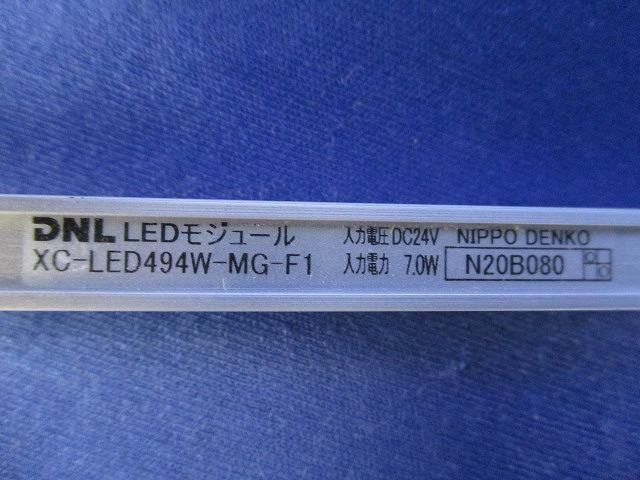 DNL LEDモジュール 入力電圧 DC24V NIPPO DENKO
XC-LED494W-MG-F1 入力電力 7.0W N20B080